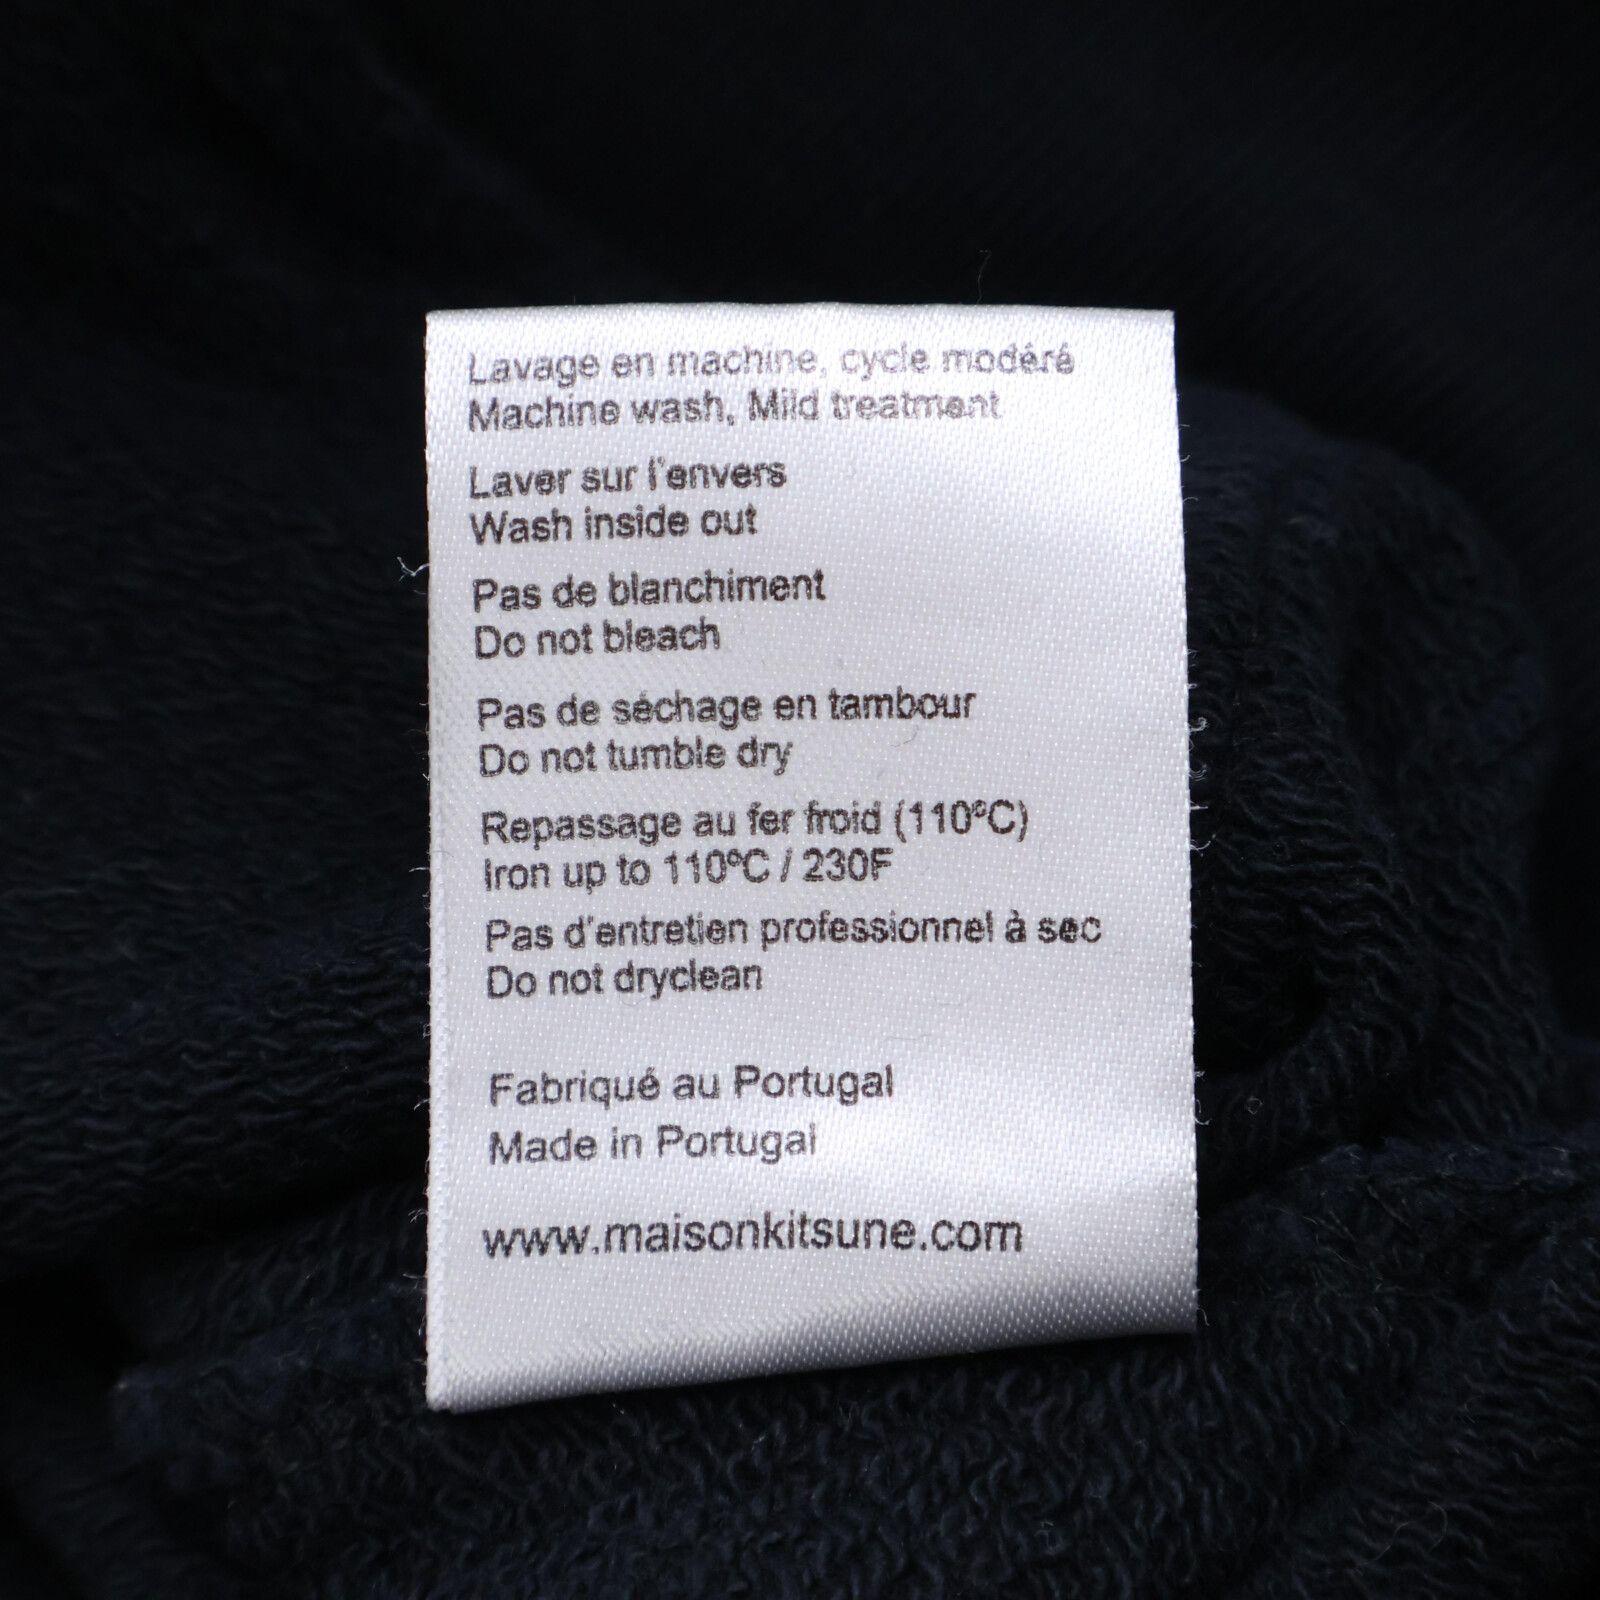 Lavage en machine, cycle modéré
Machine wash, Mild treatment
Laver sur l'envers
Wash inside out
Pas de blanchiment
Do not bleach
Pas de séchage en tambour
Do not tumble dry
Repassage au fer froid (110ºC)
Iron up to 110ºC / 230F
Pas d'entretien professionnel à sec
Do not dryclean
Fabriqué au Portugal
Made in Portugal
www.maisonkitsune.com